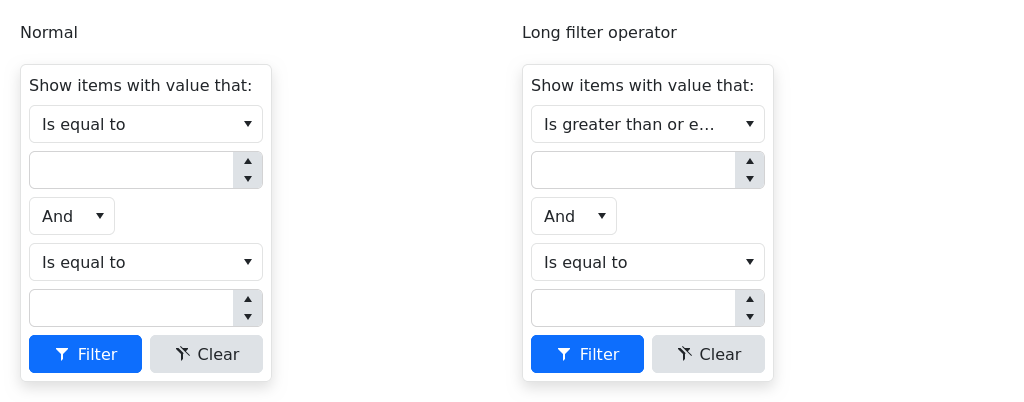 Normal
Show items with value that:
Is equal to
And
Is equal to
Filter
Clear
Long filter operator
Show items with value that:
Is greater than or e...
And
Is equal to
Filter
Clear